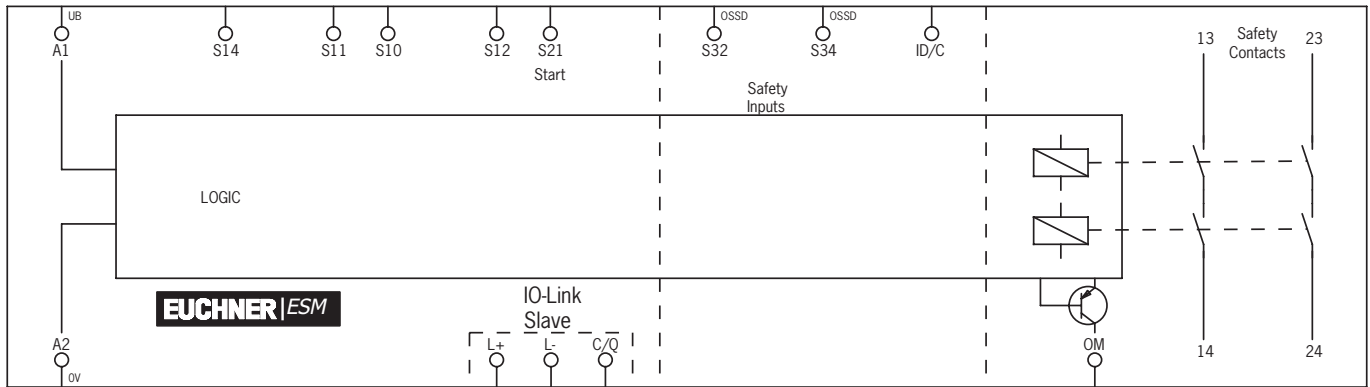 UB
OSSD
OSSD
A1
S14
S11
S10
S12
S21
S32
S34
ID/C
Start
13
Safety
Contacts
23
Safety
Inputs
LOGIC
EUCHNER|ESM
IO-Link
Slave
A2
L+
L-
C/Q
OM
14
24
0V